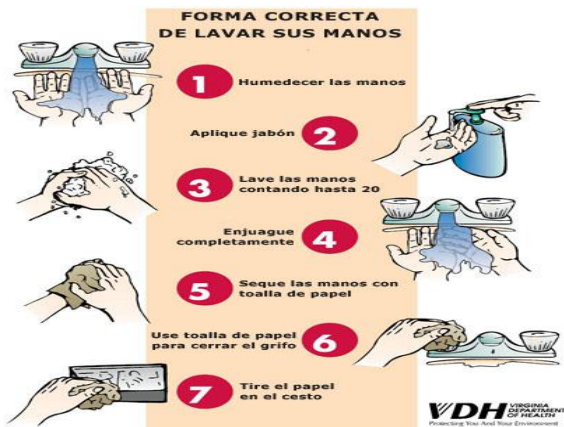 FORMA CORRECTA
DE LAVAR SUS MANOS
1
Humedecer las manos
Aplique jabón
2
3
Lave las manos
contando hasta 20
Enjuague
completamente
4
5
Seque las manos con
toalla de papel
Use toalla de papel
para cerrar el grifo
6
7
Tire el papel
en el cesto
VDH VIRGINIA
DEPARTMENT
OF HEALTH
Protecting You And Your Environment